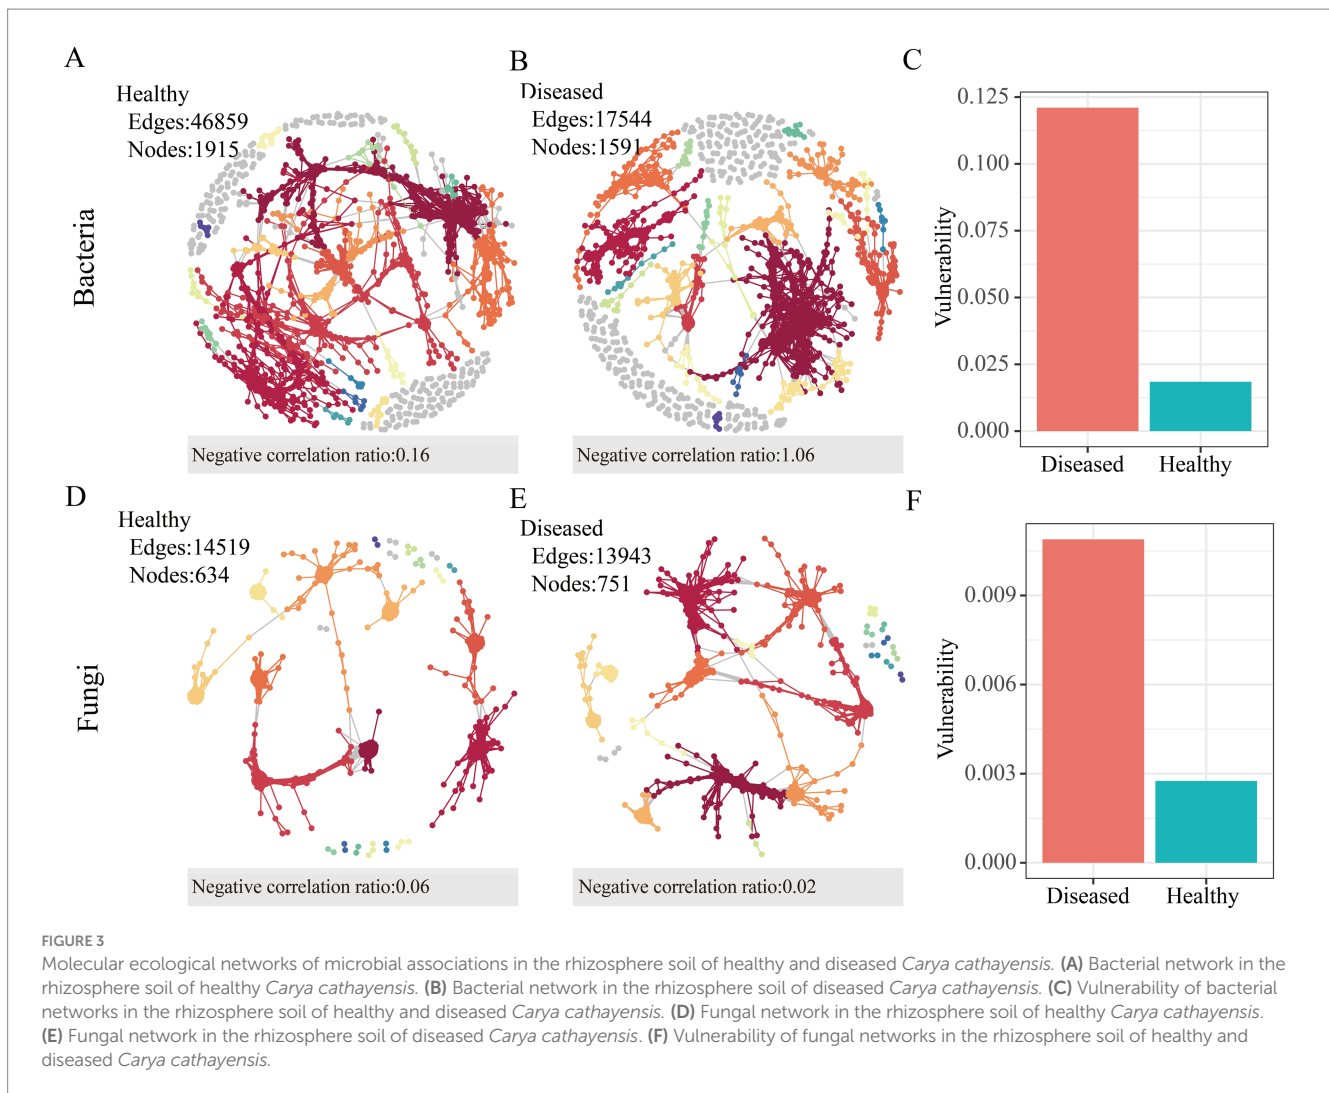 A
Healthy
Edges:46859
Nodes:1915
Bacteria
Negative correlation ratio:0.16
B
Diseased
Edges:17544
Nodes:1591
Negative correlation ratio:1.06
C
Vulnerability
0.125
0.100
0.075
0.050
0.025
0.000
Diseased
Healthy
D
Healthy
Edges:14519
Nodes:634
Fungi
Negative correlation ratio:0.06
E
Diseased
Edges:13943
Nodes:751
Negative correlation ratio:0.02
F
Vulnerability
0.009
0.006
0.003
0.000
Diseased
Healthy
FIGURE 3
Molecular ecological networks of microbial associations in the rhizosphere soil of healthy and diseased Carya cathayensis. (A) Bacterial network in the
rhizosphere soil of healthy Carya cathayensis. (B) Bacterial network in the rhizosphere soil of diseased Carya cathayensis. (C) Vulnerability of bacterial
networks in the rhizosphere soil of healthy and diseased Carya cathayensis. (D) Fungal network in the rhizosphere soil of healthy Carya cathayensis.
(E) Fungal network in the rhizosphere soil of diseased Carya cathayensis. (F) Vulnerability of fungal networks in the rhizosphere soil of healthy and
diseased Carya cathayensis.